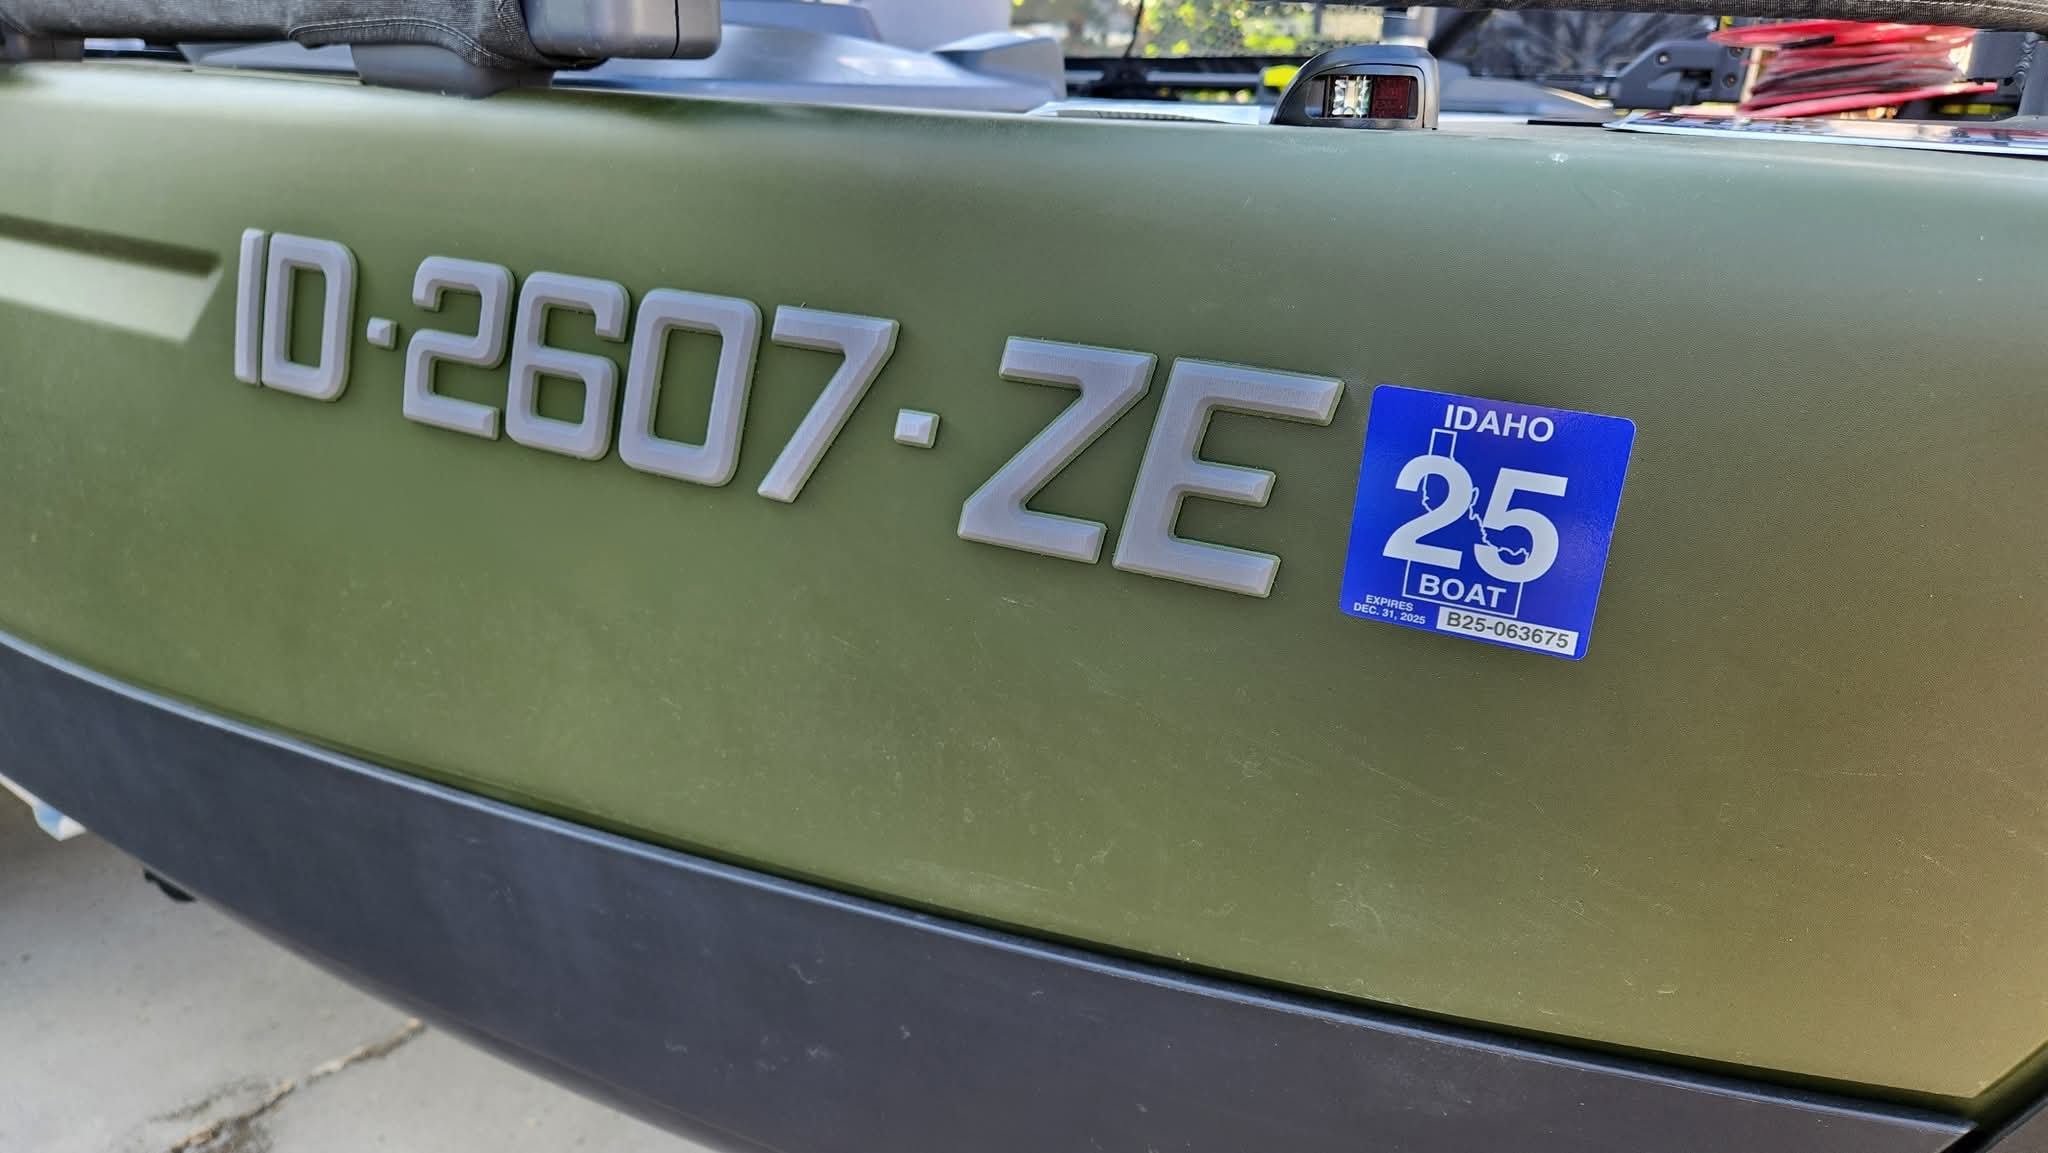 ID·2607·ZE
IDAHO
25
BOAT
EXPIRES
DEC. 31, 2025
B25-063675